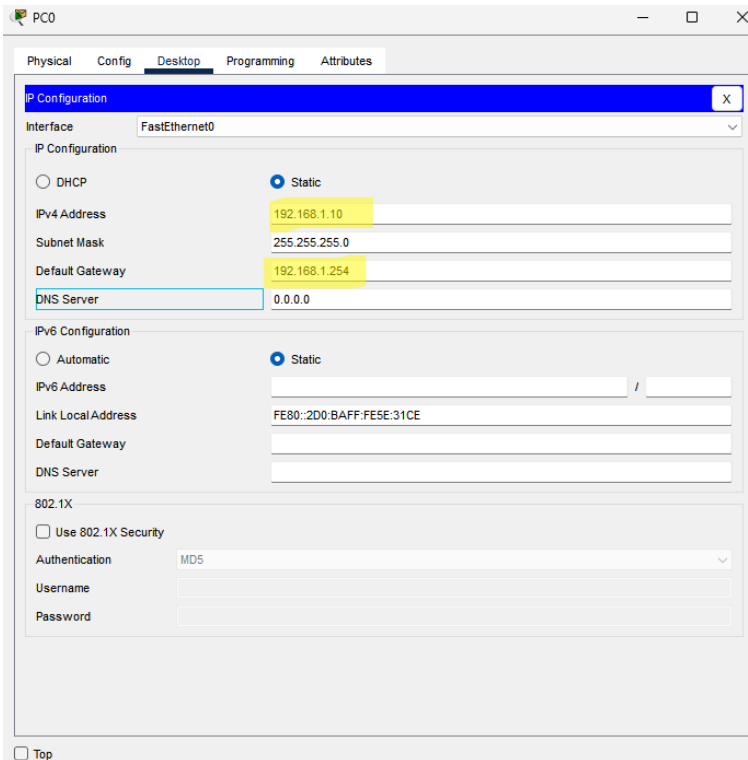 PC0
Physical Config Desktop Programming Attributes
IP Configuration X
Interface FastEthernet0
IP Configuration
DHCP Static
IPv4 Address 192.168.1.10
Subnet Mask 255.255.255.0
Default Gateway 192.168.1.254
DNS Server 0.0.0.0
IPv6 Configuration
Automatic Static
IPv6 Address /
Link Local Address FE80::2D0:BAFF:FE5E:31CE
Default Gateway
DNS Server
802.1X
Use 802.1X Security
Authentication MD5
Username
Password
Top